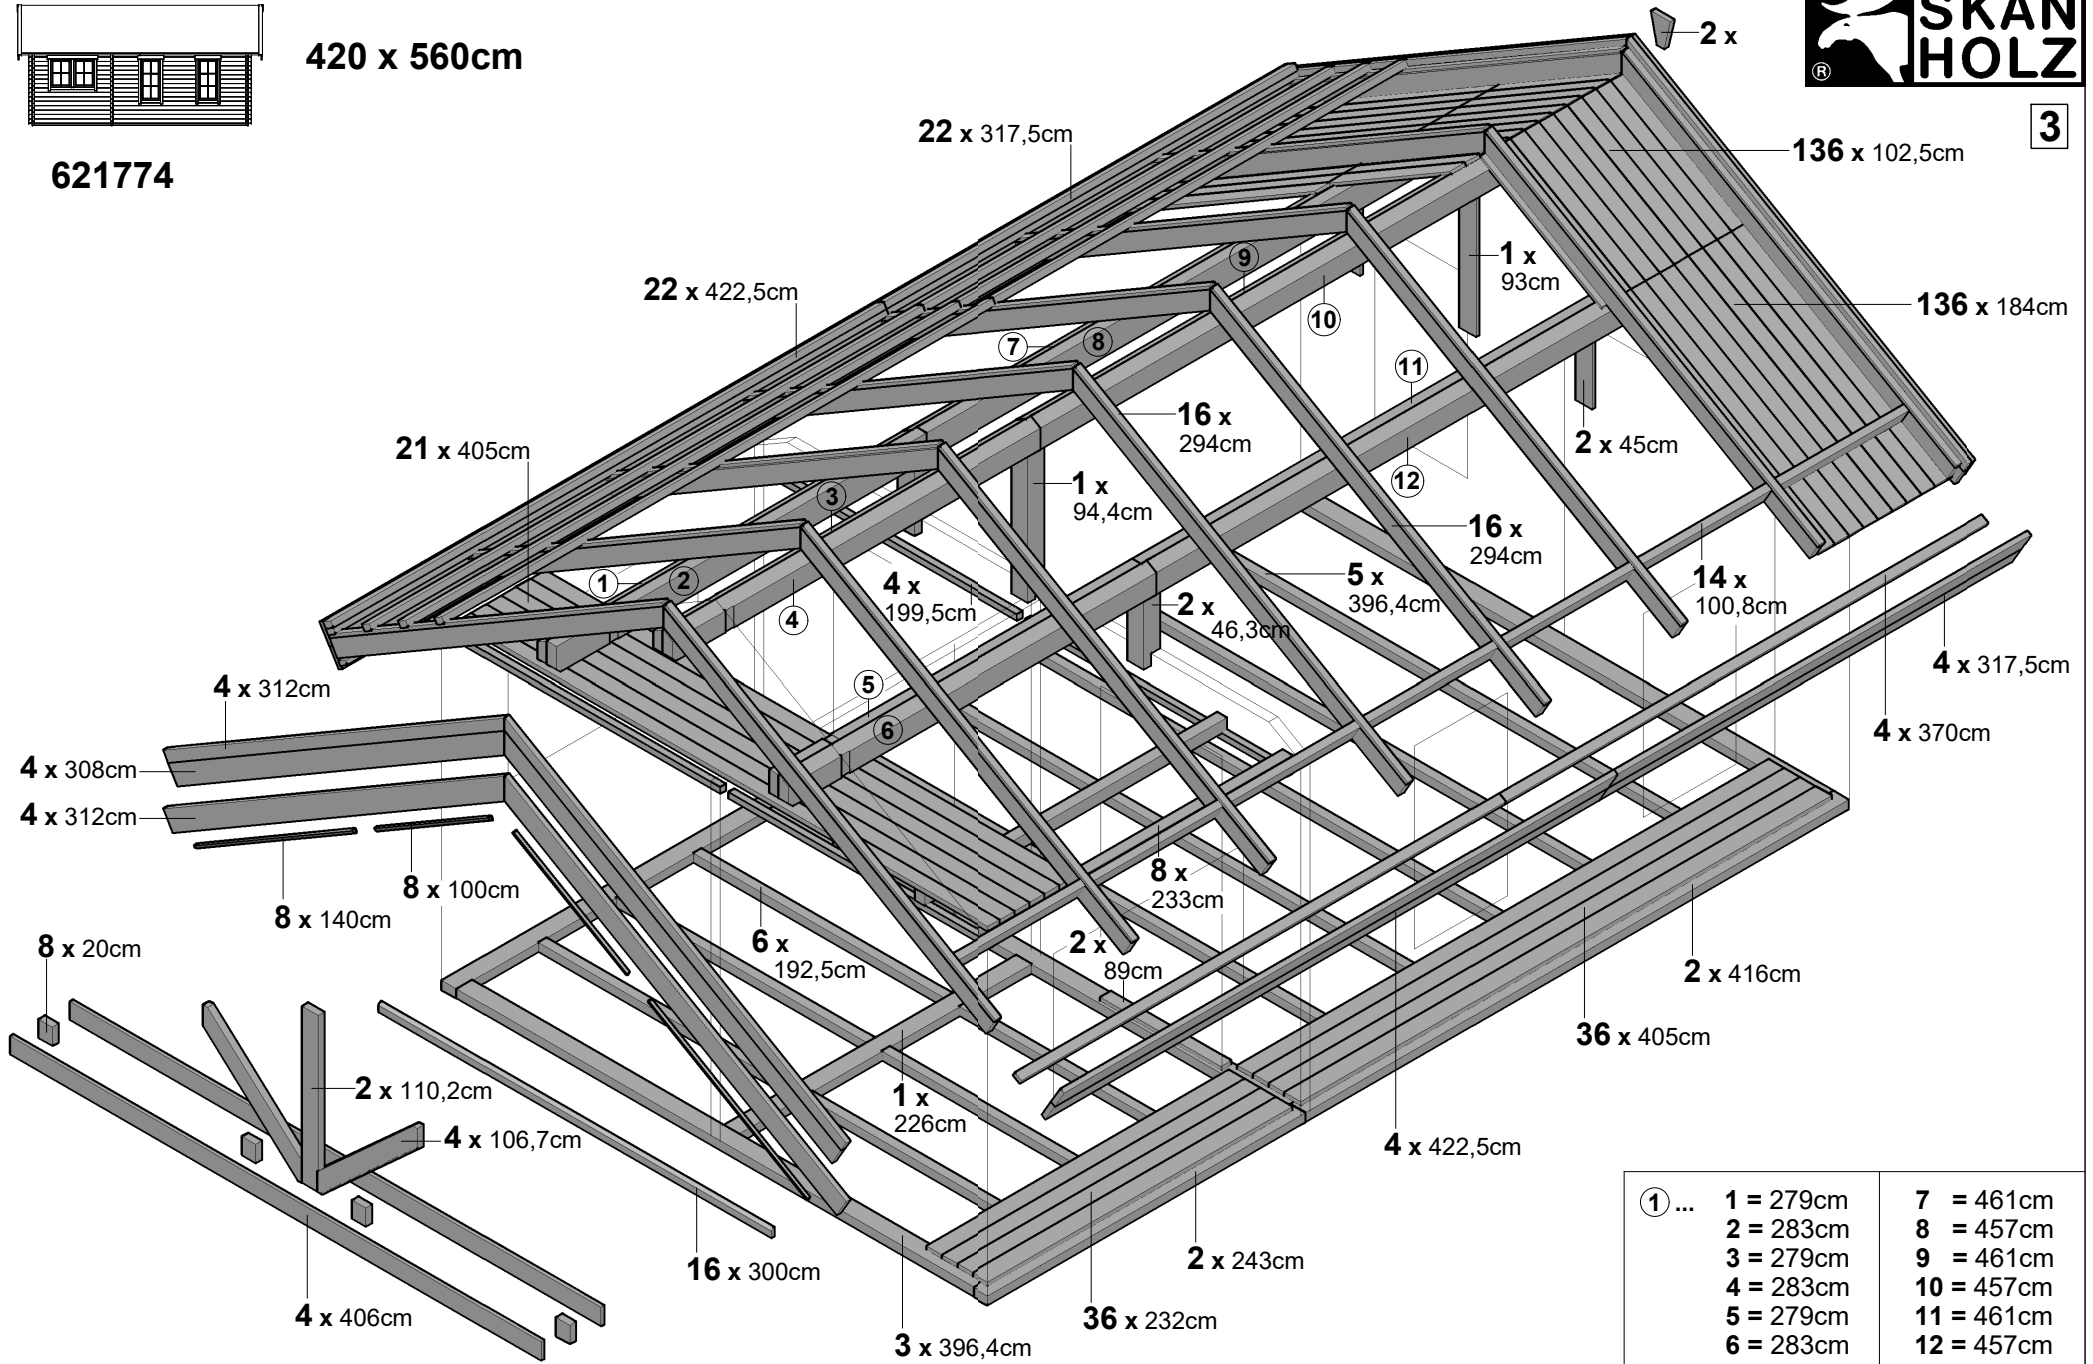 420 x 560cm
621774
SKAN
HOLZ
®
3
2 x
22 x 317,5cm
136 x 102,5cm
1 x
93cm
9
22 x 422,5cm
10
136 x 184cm
7
8
11
16 x
294cm
2 x 45cm
21 x 405cm
12
1 x
94,4cm
3
16 x
294cm
1
2
4 x
199,5cm
5 x
396,4cm
14 x
100,8cm
4
2 x
46,3cm
4 x 317,5cm
4 x 312cm
5
6
4 x 370cm
4 x 308cm
4 x 312cm
8 x 100cm
8 x
233cm
8 x 140cm
6 x
192,5cm
2 x
89cm
8 x 20cm
2 x 416cm
36 x 405cm
2 x 110,2cm
1 x
226cm
4 x 106,7cm
4 x 422,5cm
16 x 300cm
2 x 243cm
4 x 406cm
36 x 232cm
3 x 396,4cm
1 ...
1 = 279cm
2 = 283cm
3 = 279cm
4 = 283cm
5 = 279cm
6 = 283cm
7 = 461cm
8 = 457cm
9 = 461cm
10 = 457cm
11 = 461cm
12 = 457cm